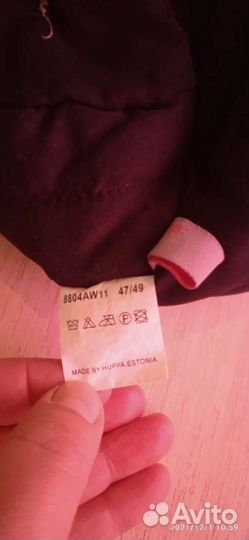 8804AW11 47/49
MADE BY HUPPA, ESTONIA
Avito
2021/12/1 10:59